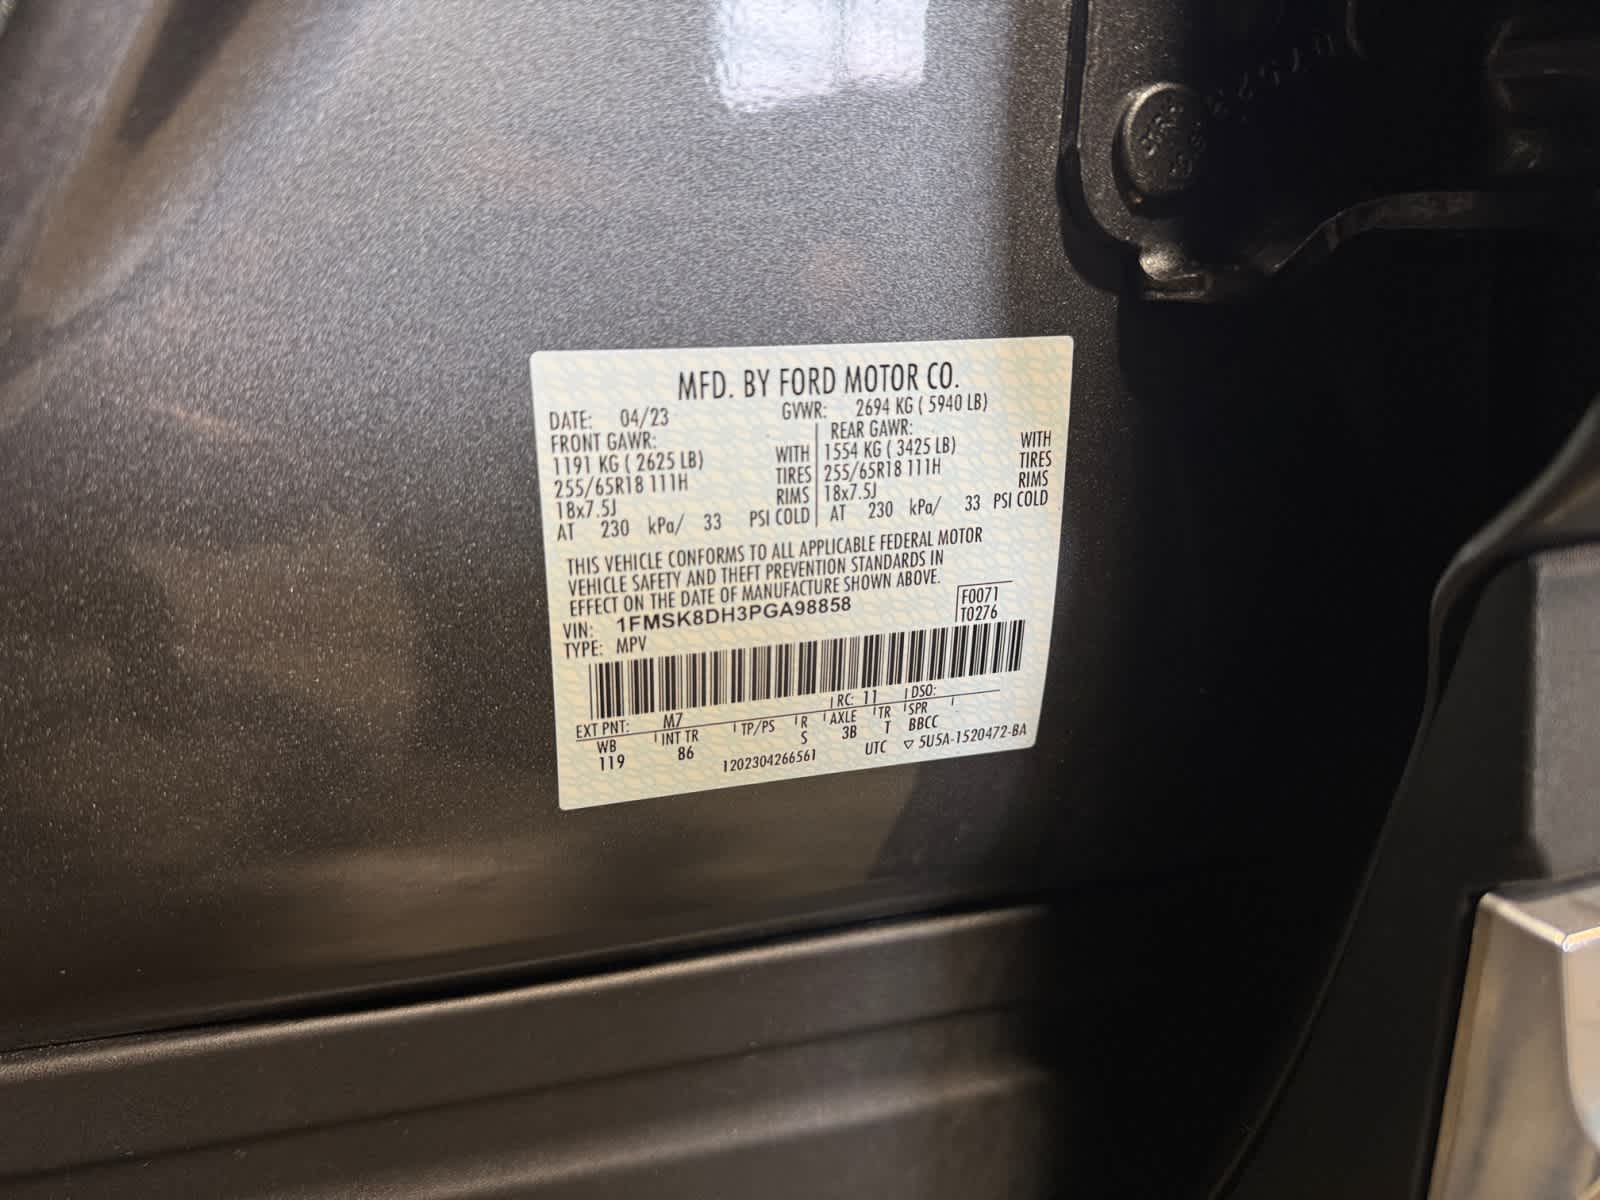 MFD. BY FORD MOTOR CO.
DATE: 04/23 GVWR: 2694 KG ( 5940 LB)
FRONT GAWR: REAR GAWR:
1191 KG ( 2625 LB) WITH 1554 KG ( 3425 LB) WITH
255/65R18 111H TIRES 255/65R18 111H TIRES
18x7.5J RIMS 18x7.5J RIMS
AT 230 kPa/ 33 PSI COLD AT 230 kPa/ 33 PSI COLD
THIS VEHICLE CONFORMS TO ALL APPLICABLE FEDERAL MOTOR
VEHICLE SAFETY AND THEFT PREVENTION STANDARDS IN
EFFECT ON THE DATE OF MANUFACTURE SHOWN ABOVE.
VIN: 1FMSK8DH3PGA98858 F0071
TYPE: MPV T0276
EXT PNT: M7 RC: 11 DSO:
WB INT TR TP/PS R AXLE TR SPR
119 86 S 3B T BBCC
1202304266561 UTC ▽ 5U5A-1520472-BA